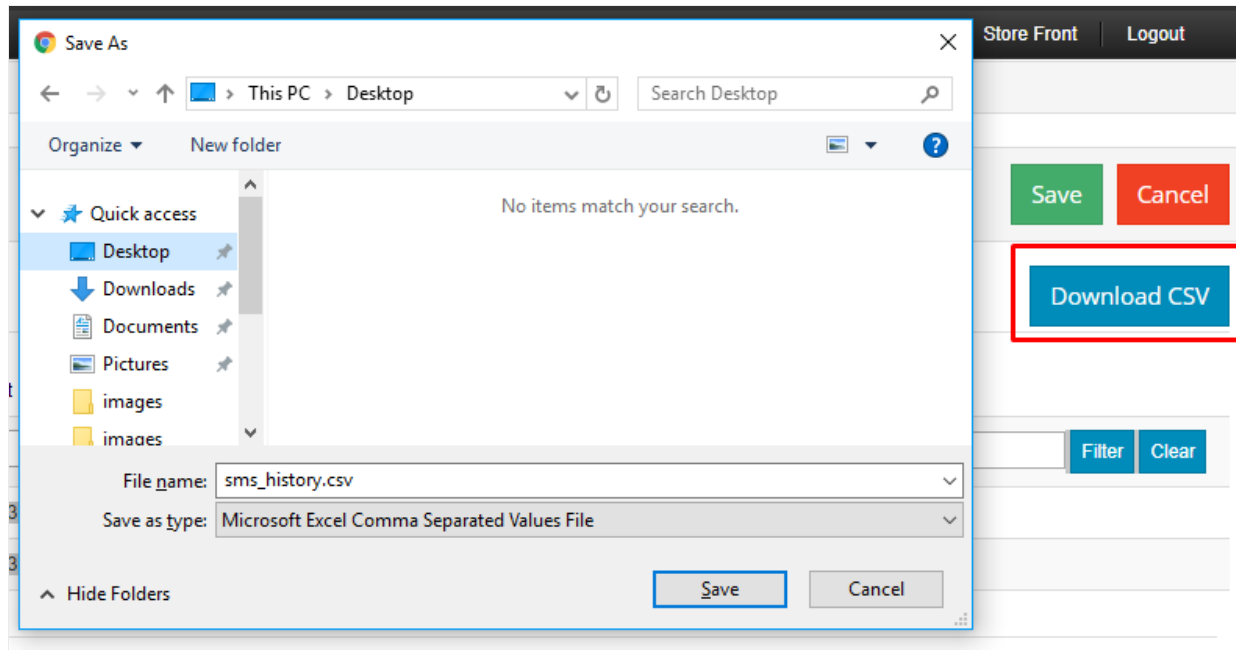 Save As
Store Front Logout
This PC > Desktop
Search Desktop
Organize New folder
?
Quick access
No items match your search.
Save Cancel
Desktop
Downloads
Download CSV
Documents
Pictures
t
images
images
Filter Clear
File name: sms_history.csv
3
Save as type: Microsoft Excel Comma Separated Values File
3
Hide Folders
Save Cancel